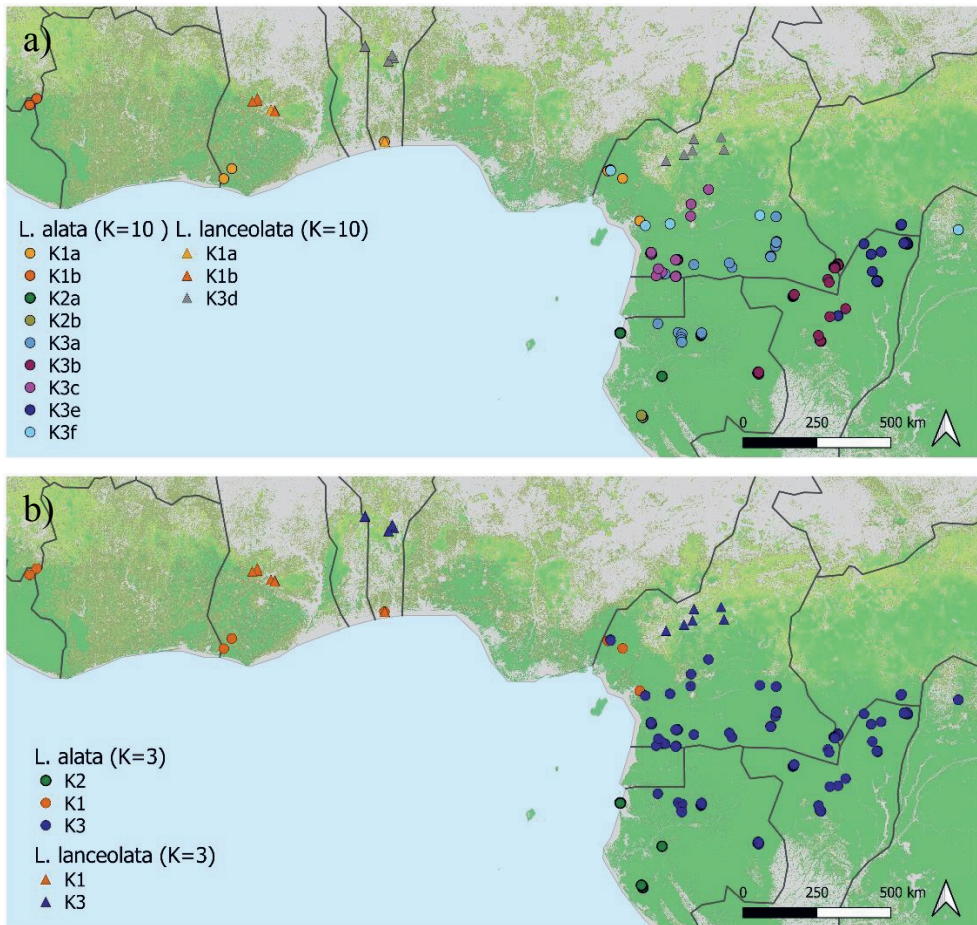 a)
L. alata (K=10 )
K1a
K1b
K2a
K2b
K3a
K3b
K3c
K3e
K3f
L. lanceolata (K=10)
K1a
K1b
K3d
0 250 500 km
b)
L. alata (K=3)
K2
K1
K3
L. lanceolata (K=3)
K1
K3
0 250 500 km